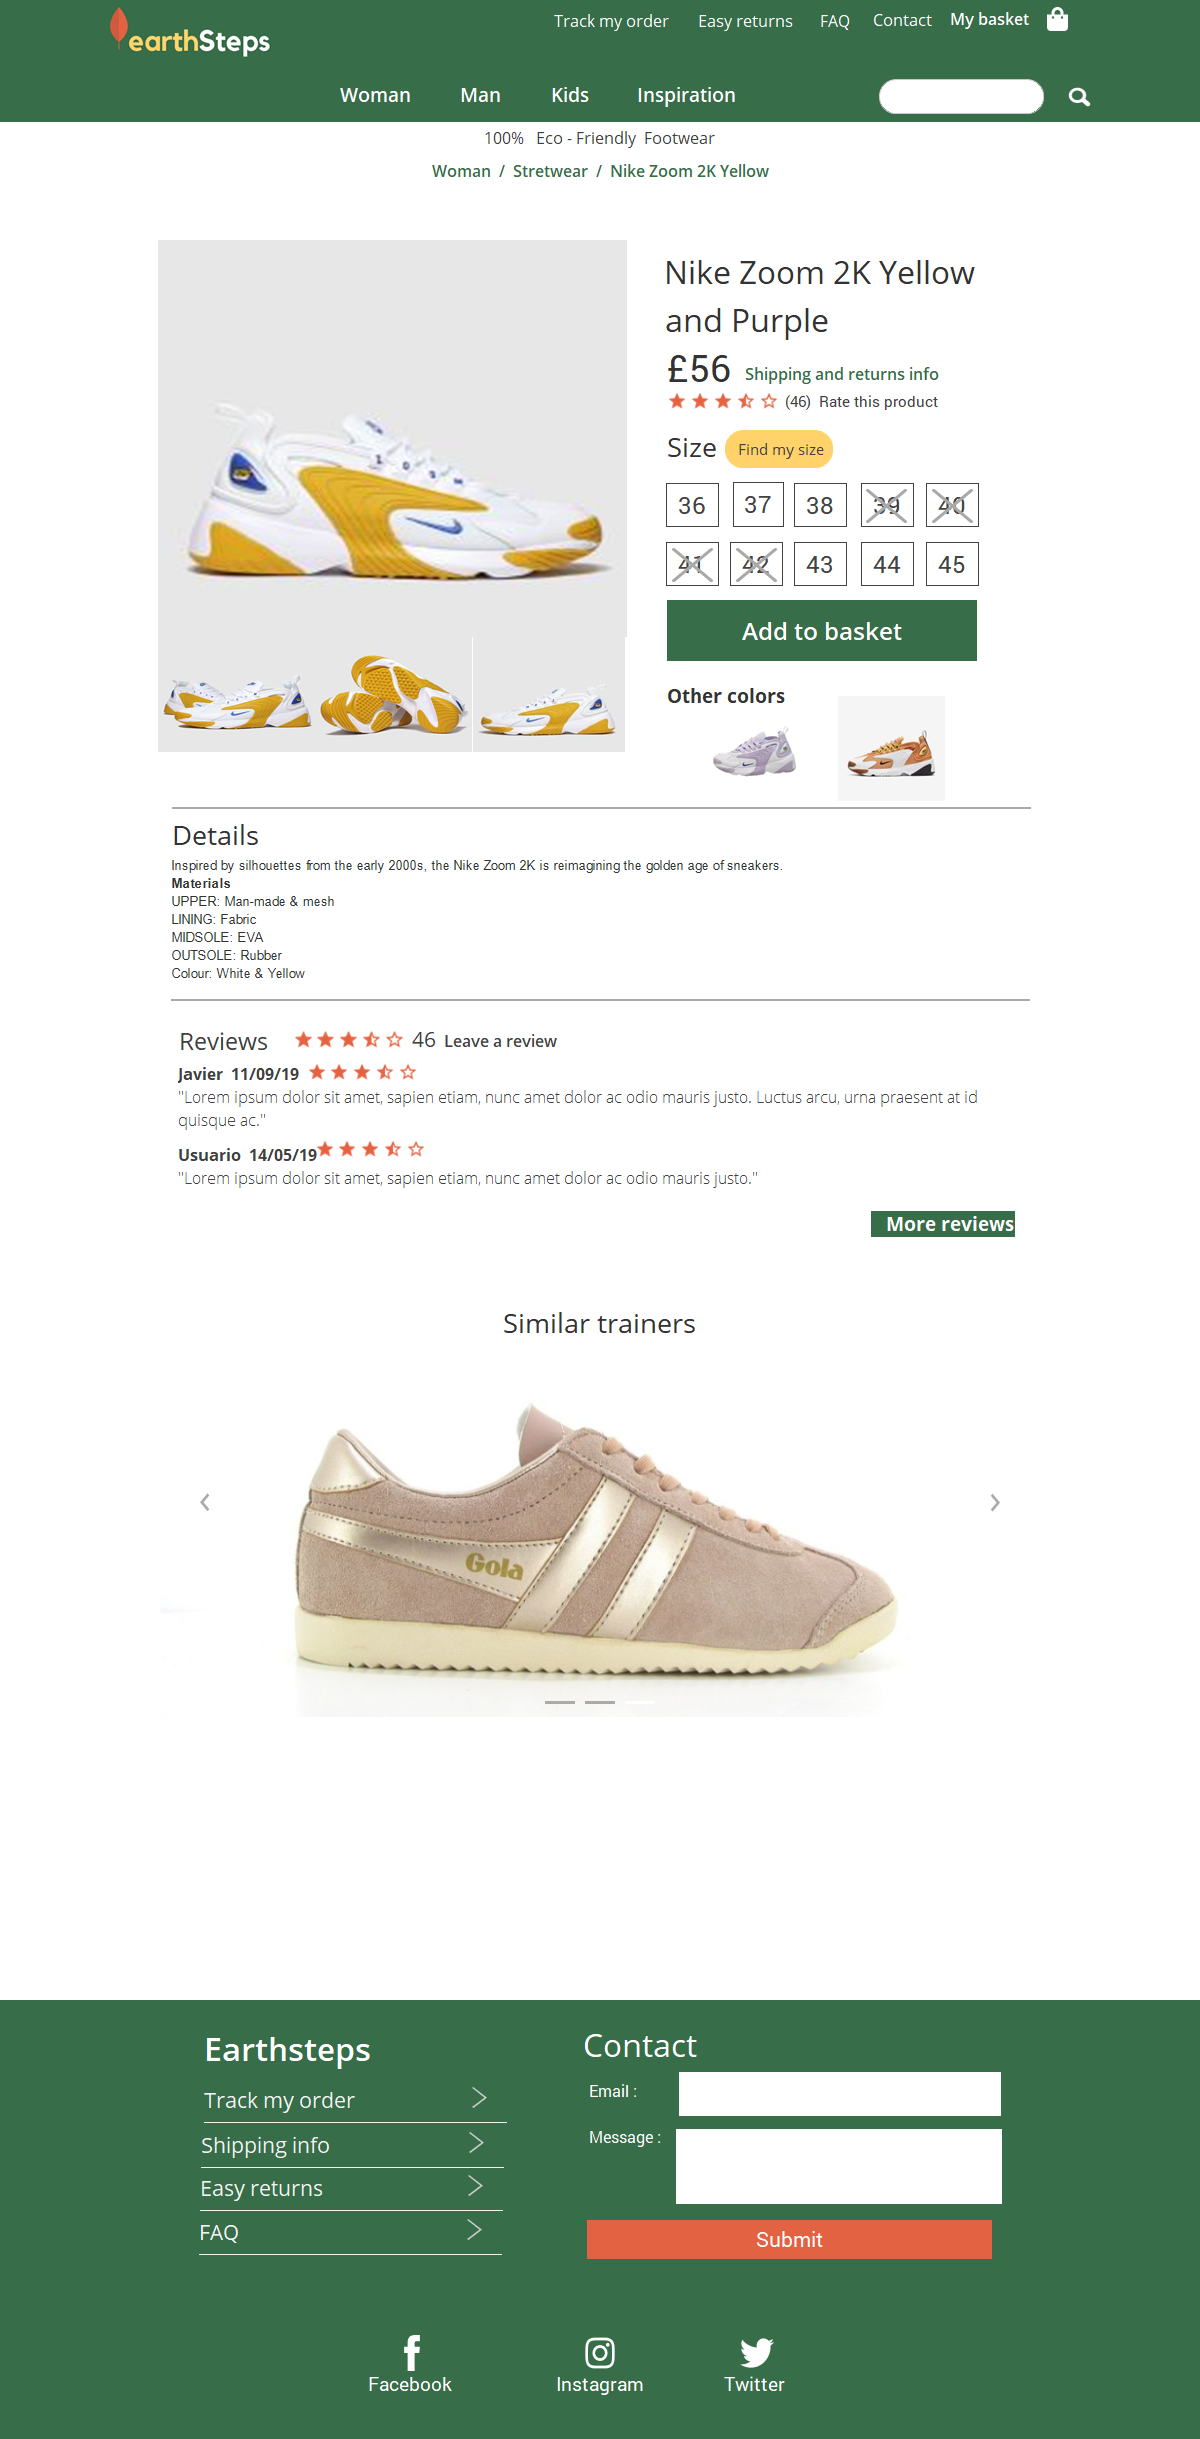 earthSteps
Track my order Easy returns FAQ Contact My basket
Woman Man Kids Inspiration
100% Eco - Friendly Footwear
Woman / Stretwear / Nike Zoom 2K Yellow
Nike Zoom 2K Yellow
and Purple
£56 Shipping and returns info
(46) Rate this product
Size Find my size
36 37 38 39 40
41 42 43 44 45
Add to basket
Other colors
Details
Inspired by silhouettes from the early 2000s, the Nike Zoom 2K is reimagining the golden age of sneakers.
Materials
UPPER: Man-made & mesh
LINING: Fabric
MIDSOLE: EVA
OUTSOLE: Rubber
Colour: White & Yellow
Reviews 46 Leave a review
Javier 11/09/19
"Lorem ipsum dolor sit amet, sapien etiam, nunc amet dolor ac odio mauris justo. Luctus arcu, urna praesent at id
quisque ac."
Usuario 14/05/19
"Lorem ipsum dolor sit amet, sapien etiam, nunc amet dolor ac odio mauris justo."
More reviews
Similar trainers
Gola
Earthsteps
Contact
Track my order
Email :
Shipping info
Message :
Easy returns
FAQ
Submit
Facebook Instagram Twitter